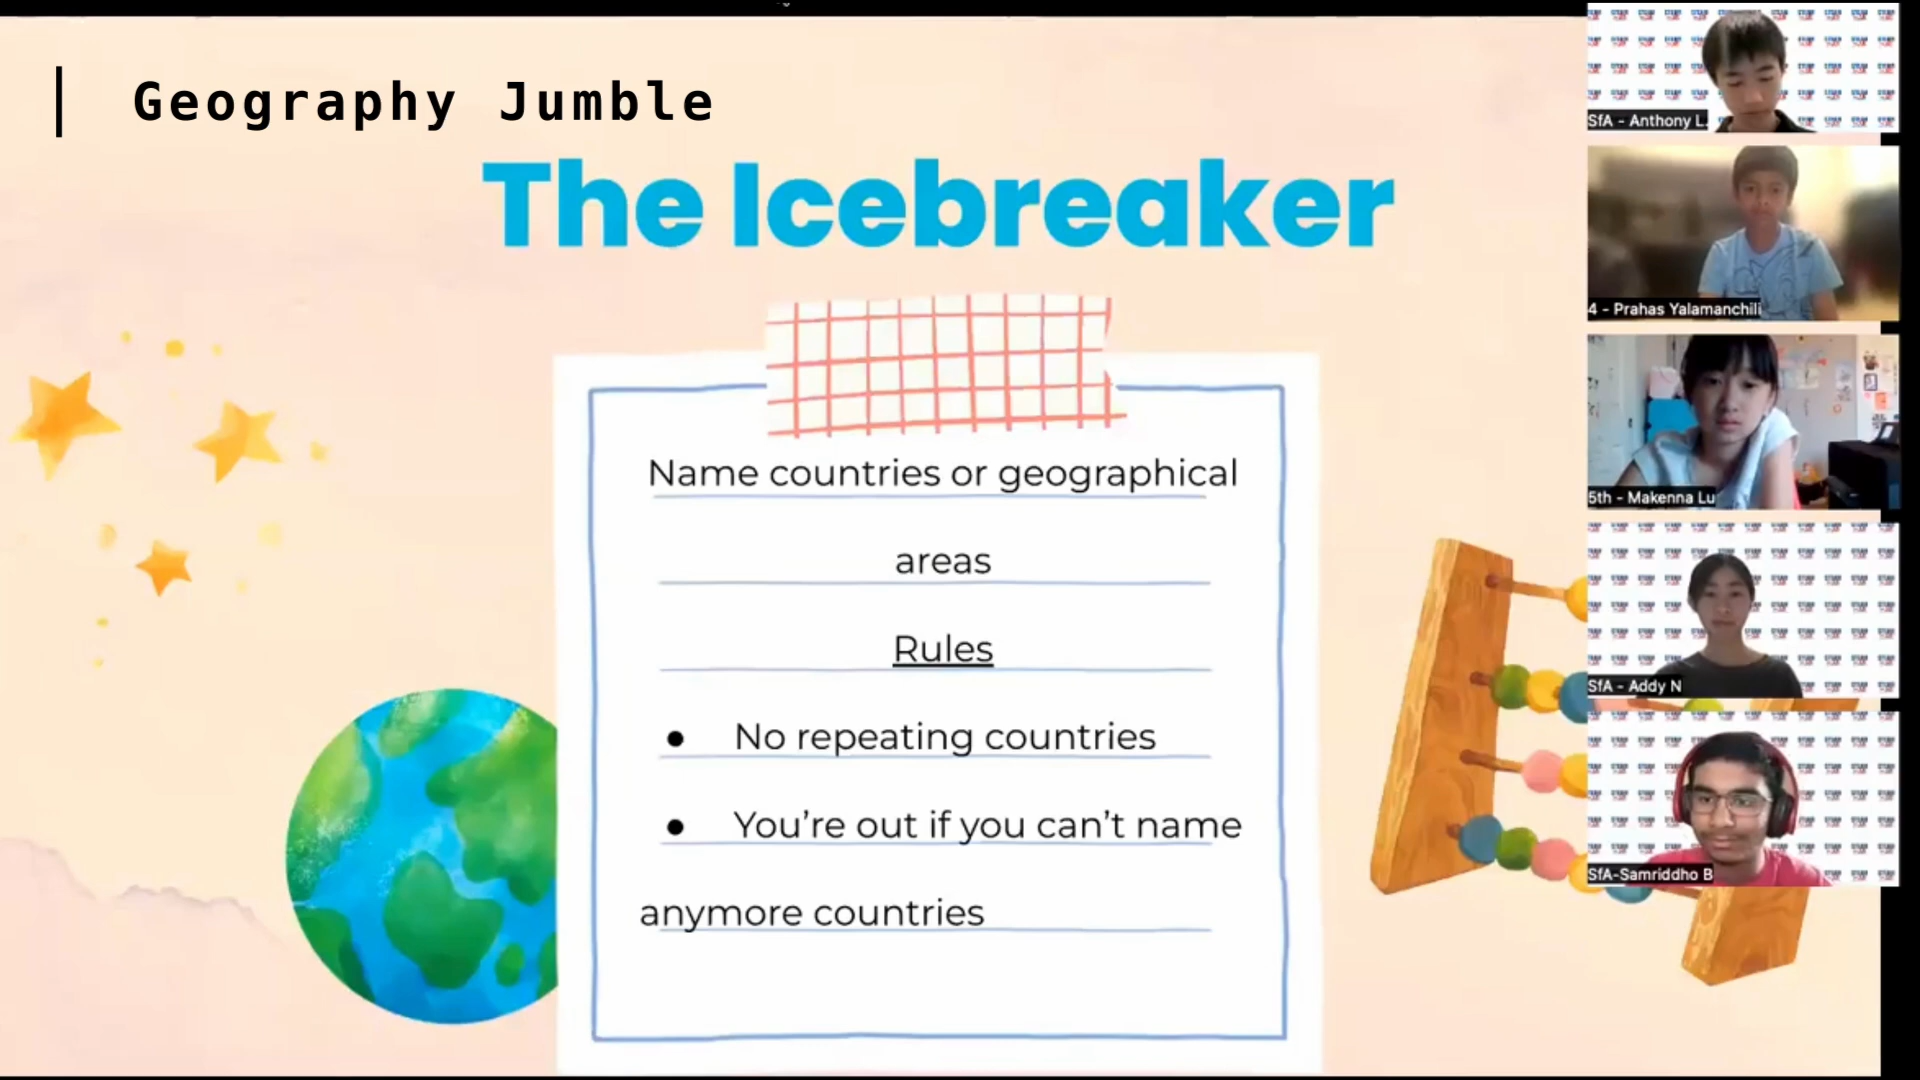 Geography Jumble
The Icebreaker
Name countries or geographical
areas
Rules
● No repeating countries
● You’re out if you can’t name
anymore countries
SfA - Anthony L.
4 - Prahas Yalamanchili
5th - Makenna Lu
SfA - Addy N
SfA-Samriddho B